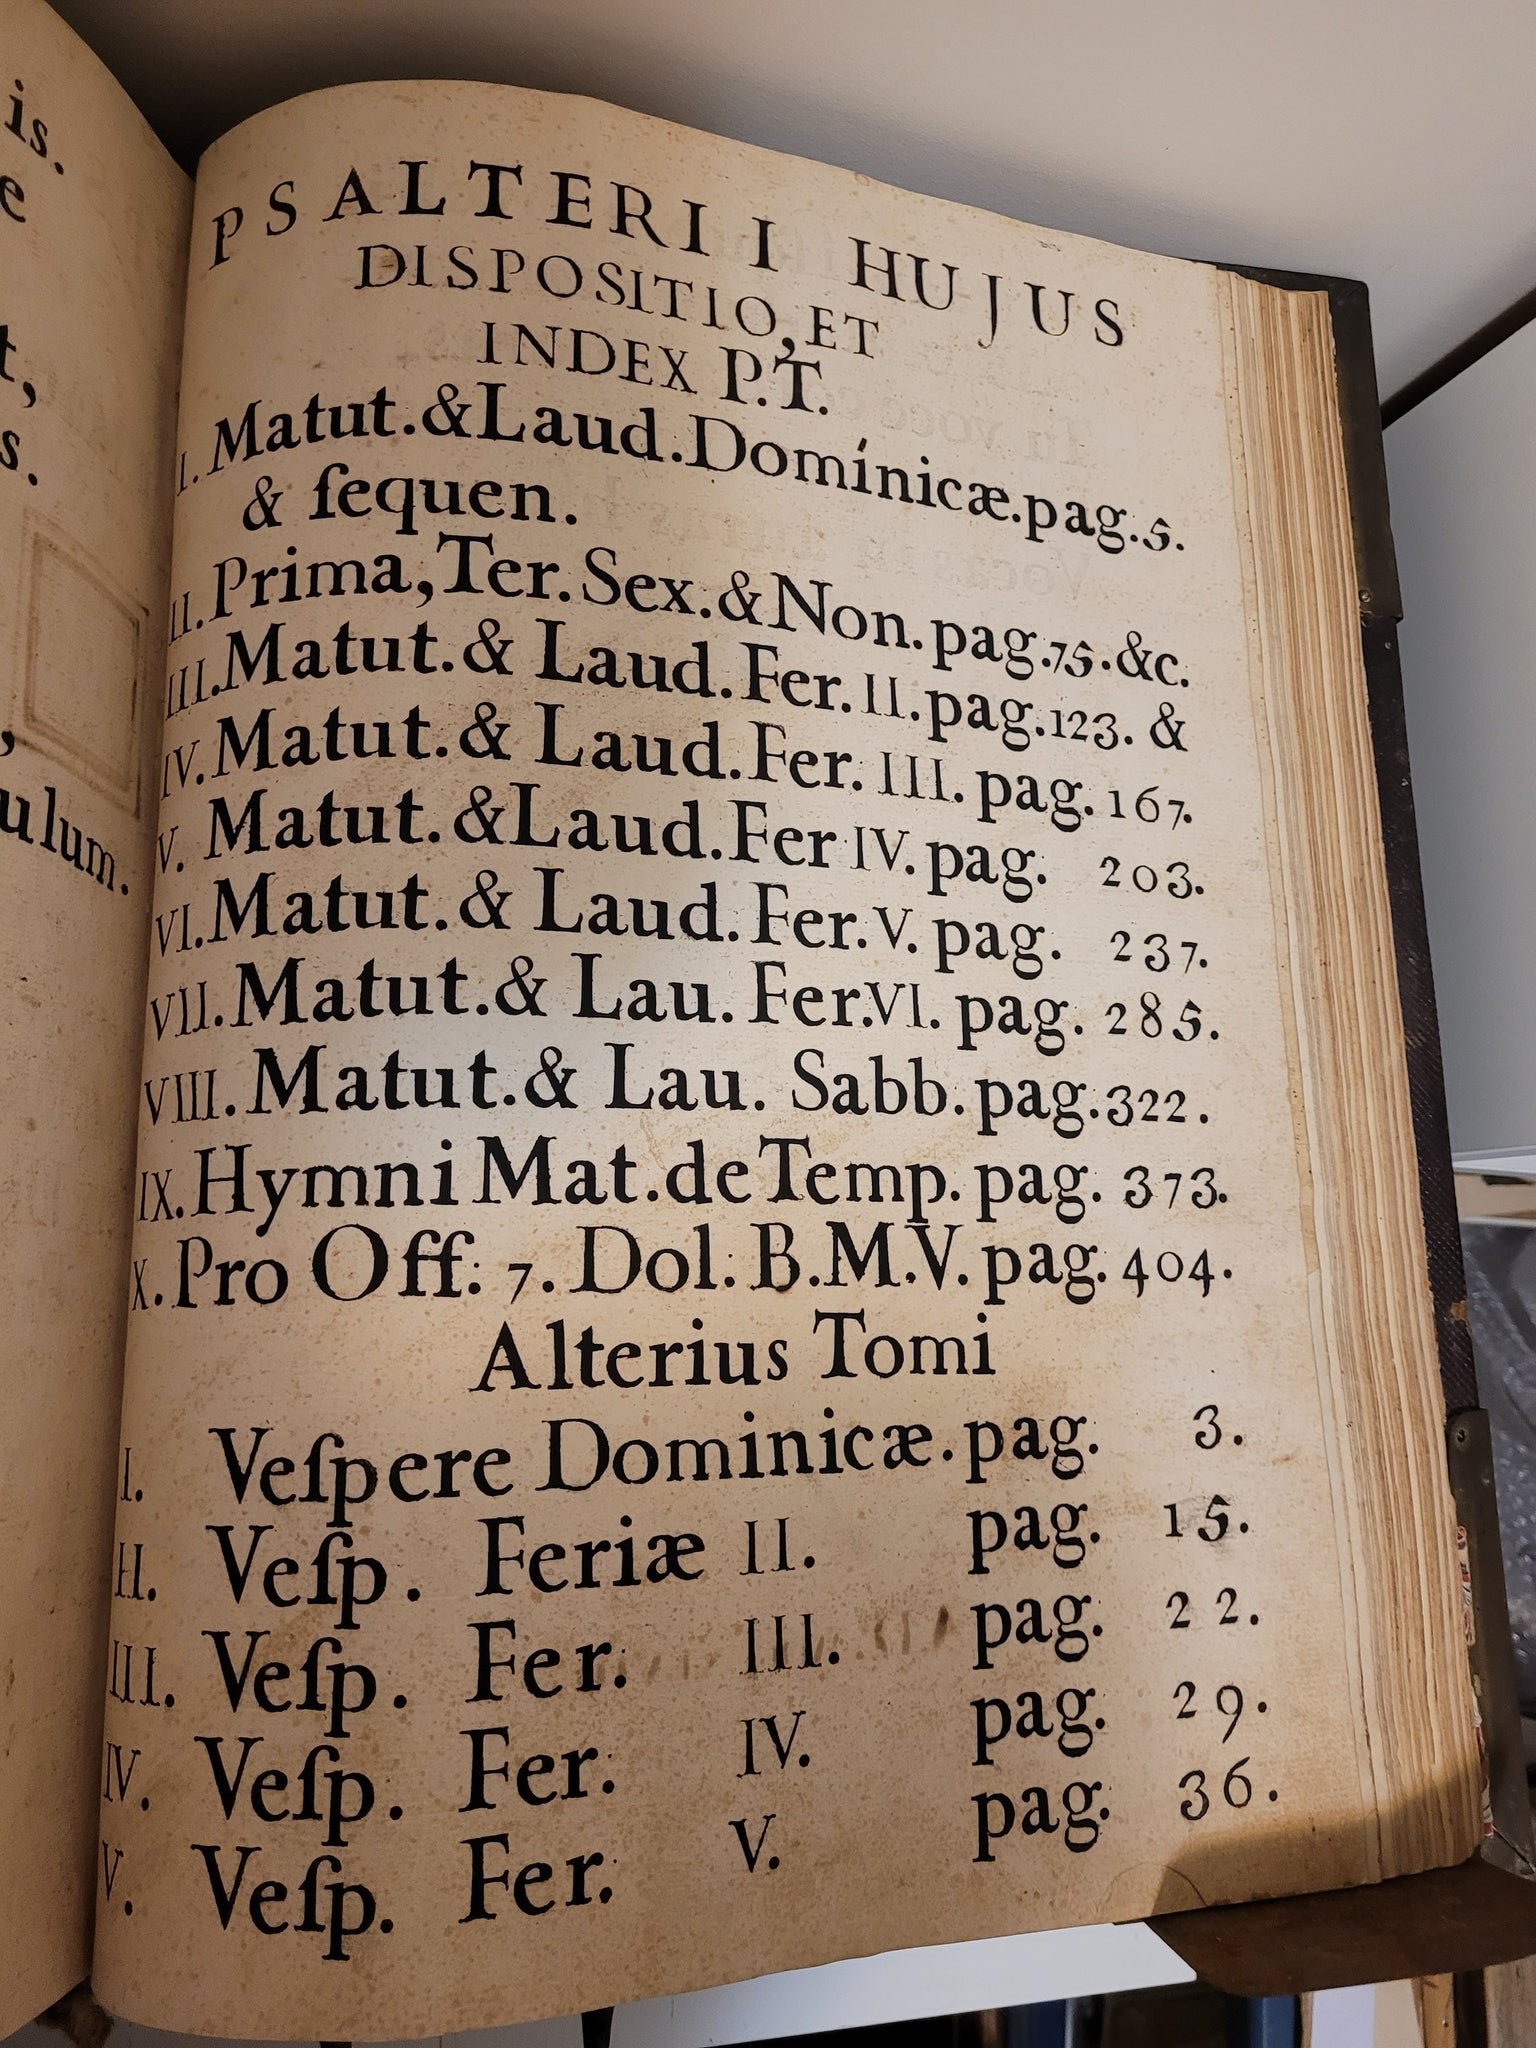 is.
e
t,
s.
,
ulum.
PSALTERII HUJUS
DISPOSITIO, ET
INDEX P.T.
I. Matut. & Laud. Domínicæ. pag. 5.
& ſequen.
II. Prima, Ter. Sex. & Non. pag. 75. &c.
III. Matut. & Laud. Fer. II. pag. 123. &
IV. Matut. & Laud. Fer. III. pag. 167.
V. Matut. & Laud. Fer IV. pag. 203.
VI. Matut. & Laud. Fer. V. pag. 237.
VII. Matut. & Lau. Fer. VI. pag. 285.
VIII. Matut. & Lau. Sabb. pag. 322.
IX. Hymni Mat. de Temp. pag. 373.
X. Pro Off. 7. Dol. B.M.V. pag. 404.
Alterius Tomi
I. Veſpere Dominicæ. pag. 3.
II. Veſp. Feriæ II. pag. 15.
III. Veſp. Fer. III. pag. 22.
IV. Veſp. Fer. IV. pag. 29.
V. Veſp. Fer. V. pag. 36.